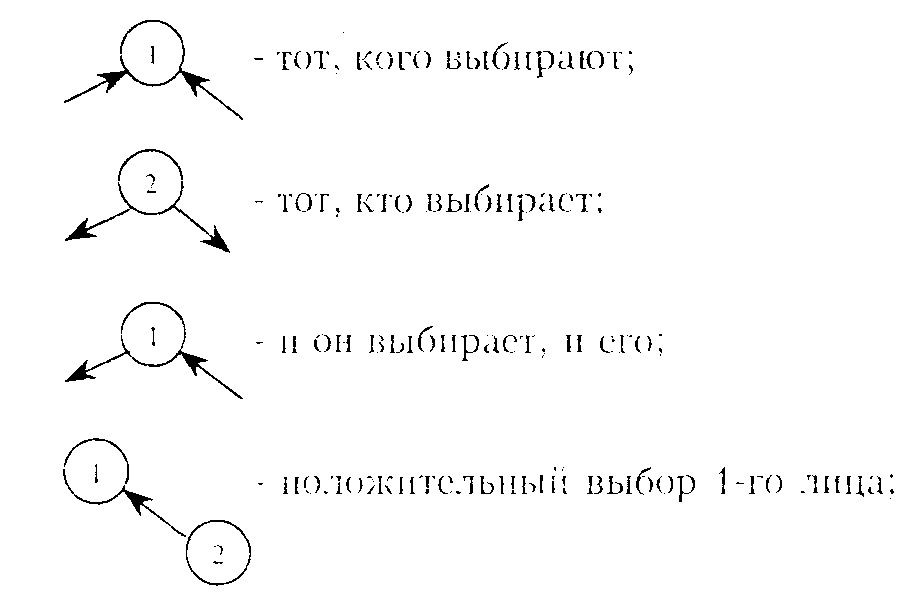 1 - тот, кого выбирают;
2 - тот, кто выбирает;
1 - и он выбирает, и его;
1 - положительный выбор 1-го лица;
2